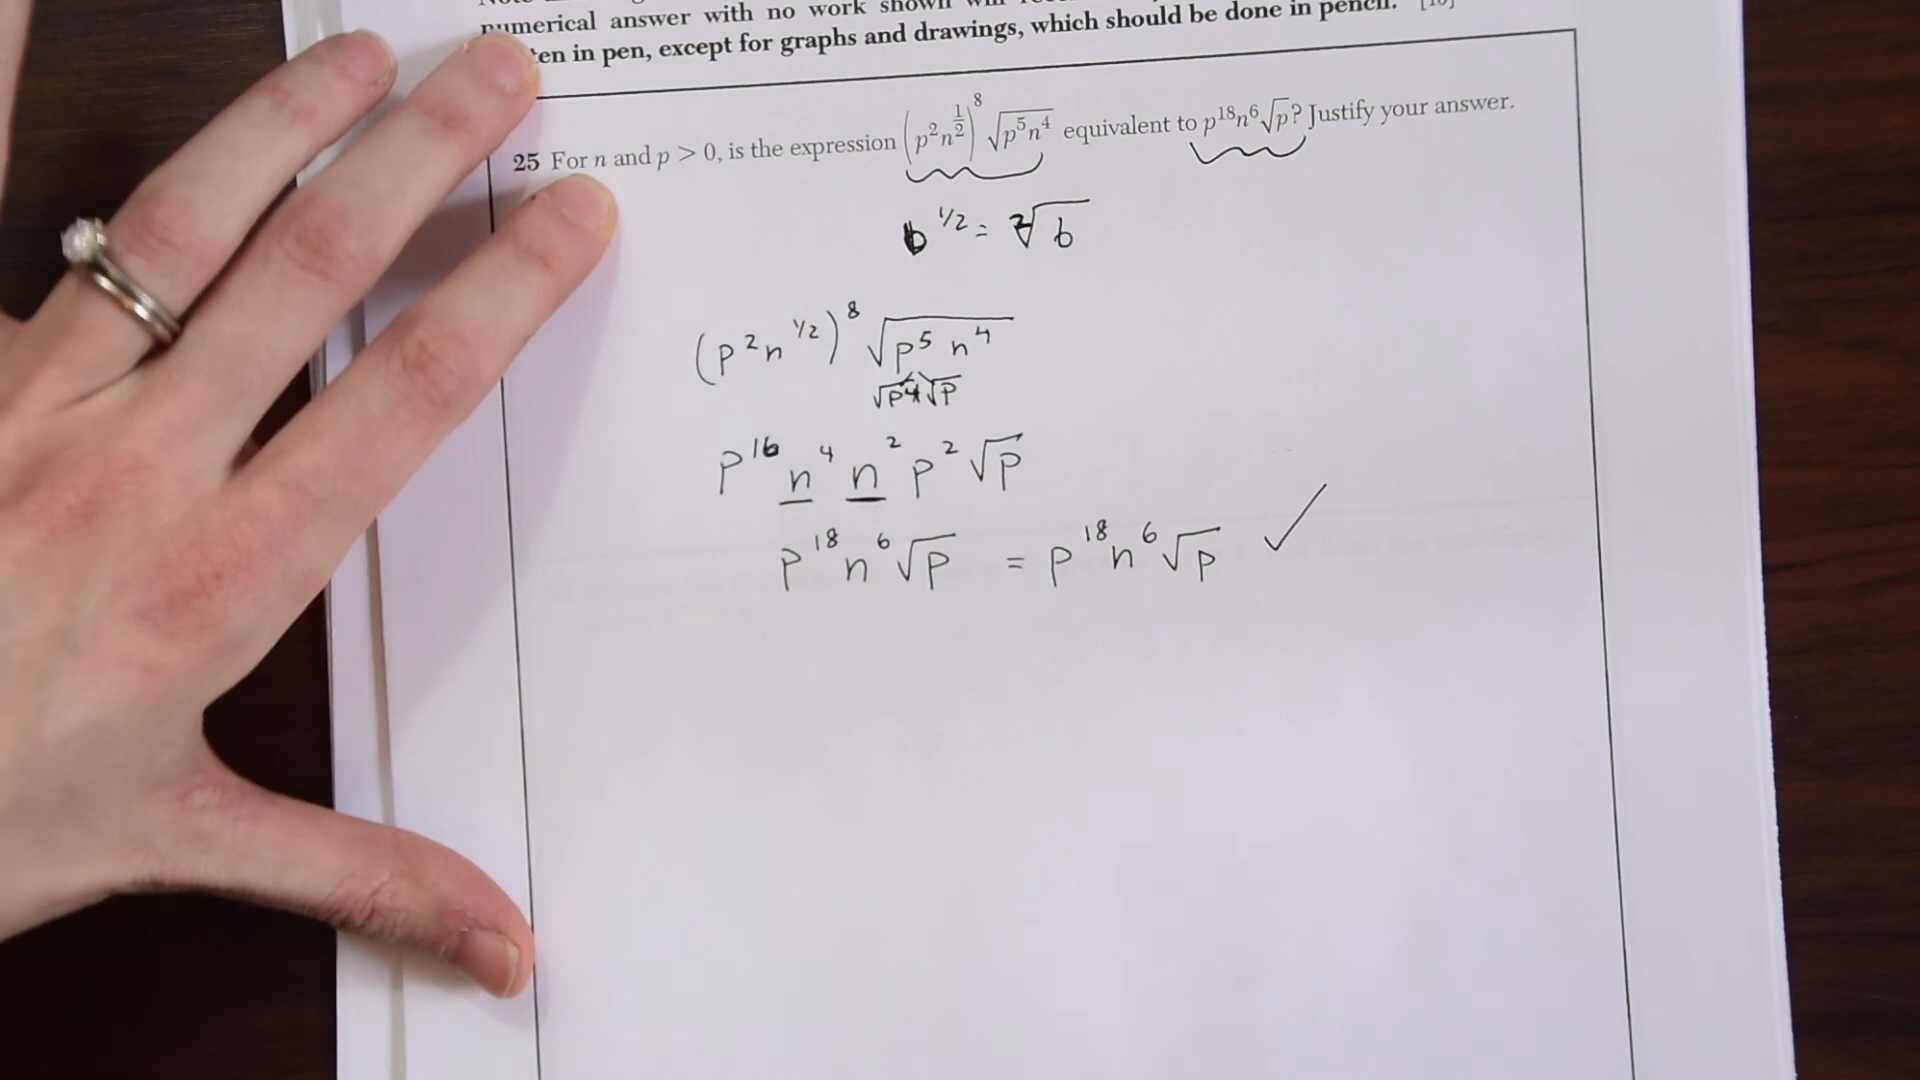 numerical answer with no work shown will
ten in pen, except for graphs and drawings, which should be done in pencil.
25 For n and p > 0, is the expression (p²n^{1/2})⁸ √(p⁵n⁴) equivalent to p¹⁸n⁶√p? Justify your answer.
b^{1/2} = ²√b
(p²n^{1/2})⁸ √(p⁵ n⁴)
√p⁴ √p
p¹⁶ n⁴ n² p² √p
p¹⁸ n⁶ √p = p¹⁸ n⁶ √p ✓